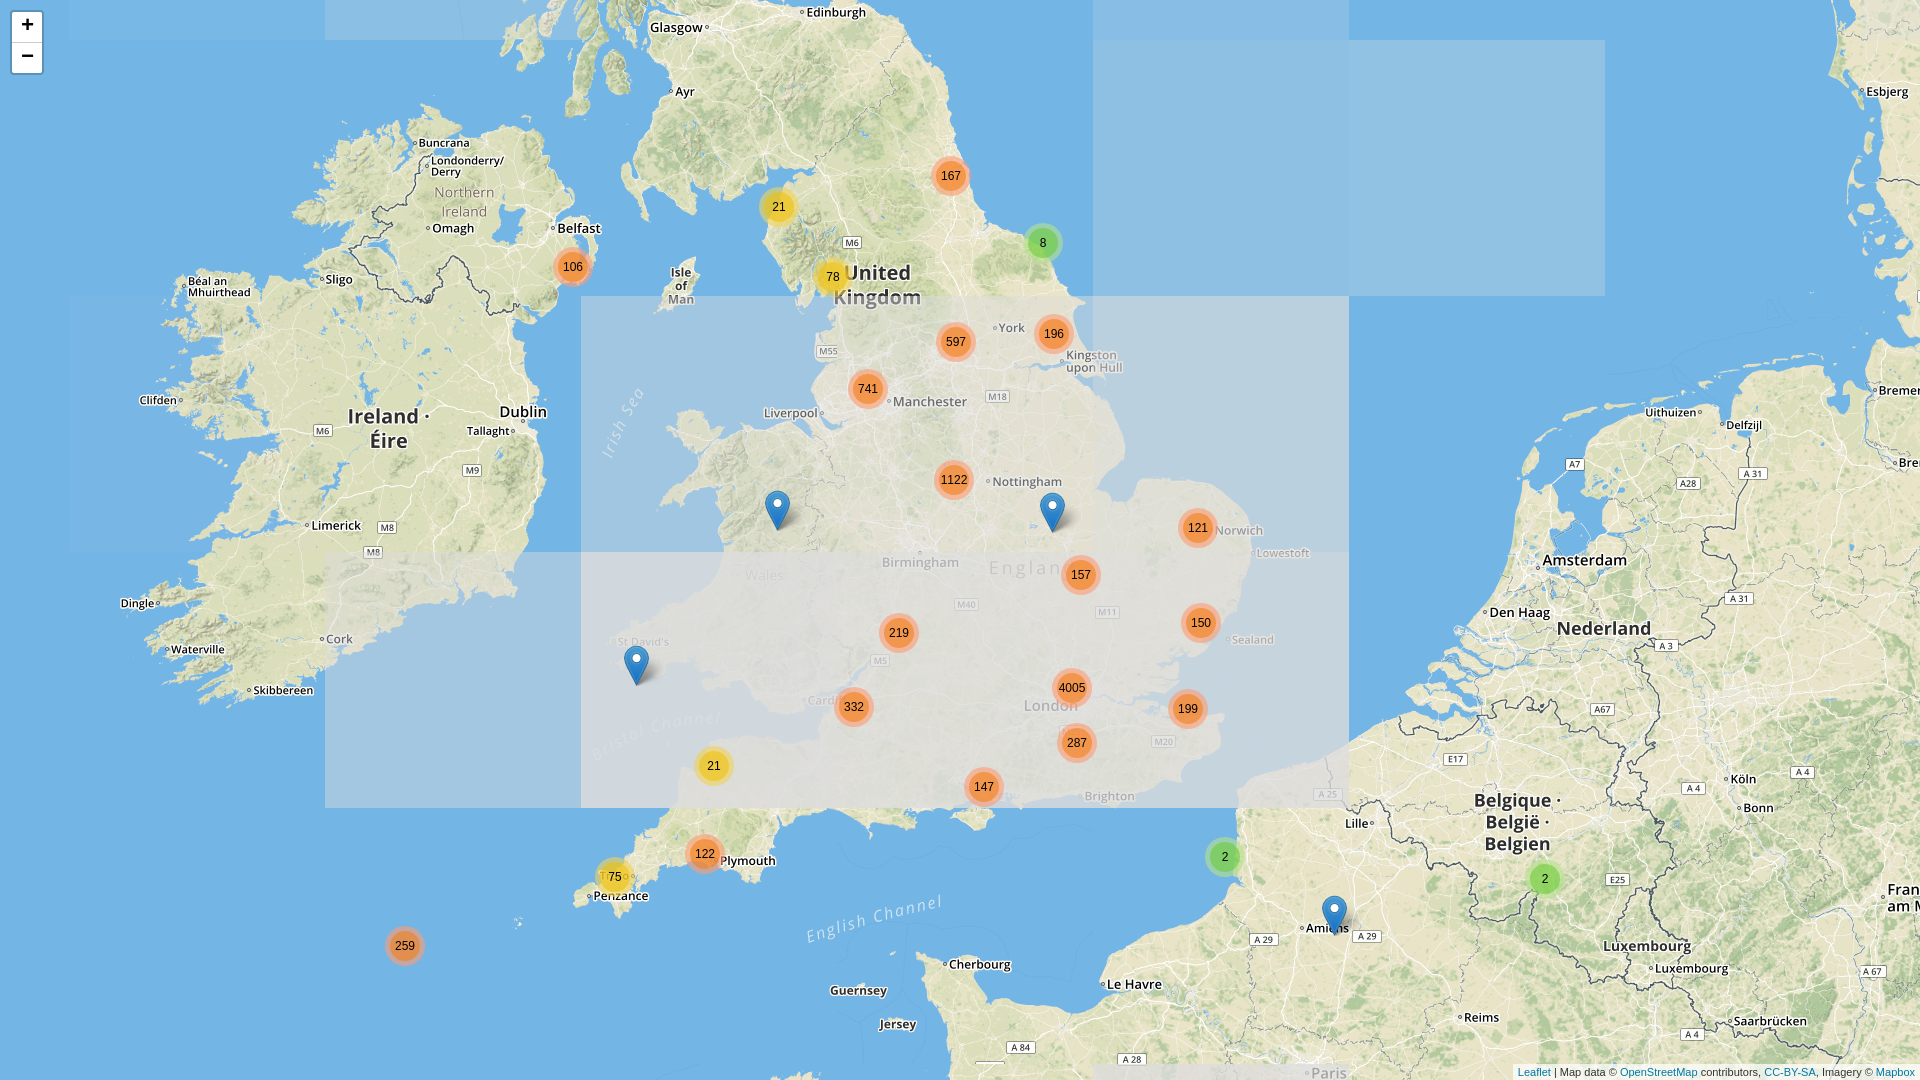 +
−
Edinburgh
Glasgow
Ayr
Esbjerg
Buncrana
Londonderry/
Derry
Northern
Ireland
Omagh
Belfast
167
21
8
M6
106
78
United
Kingdom
Isle
of
Man
Sligo
Béal an
Mhuirthead
York
196
597
Kingston
upon Hull
M55
741
Manchester
M18
Liverpool
Irish Sea
Clifden
Ireland ·
Éire
Dublin
Tallaght
M6
M9
Uithuizen
Delfzijl
A7
A 31
A28
1122
Nottingham
Limerick
M8
M8
121
Norwich
Lowestoft
Birmingham
Wales
157
Amsterdam
M40
M11
A 31
Dingle
Den Haag
Nederland
Cork
St David's
219
150
Sealand
M5
A 3
Waterville
Skibbereen
4005
London
332
199
A67
Bristol Channel
287
M20
E17
21
147
Brighton
A 25
Köln
A 4
A 4
Bonn
Belgique ·
België ·
Belgien
Lille
122
Plymouth
2
75
Penzance
2
E25
English Channel
Amiens
A 29
A 29
259
Luxembourg
Luxembourg
A 67
Cherbourg
Le Havre
Guernsey
Jersey
Reims
Saarbrücken
A 4
A 84
A 28
Paris
Leaflet | Map data © OpenStreetMap contributors, CC-BY-SA, Imagery © Mapbox